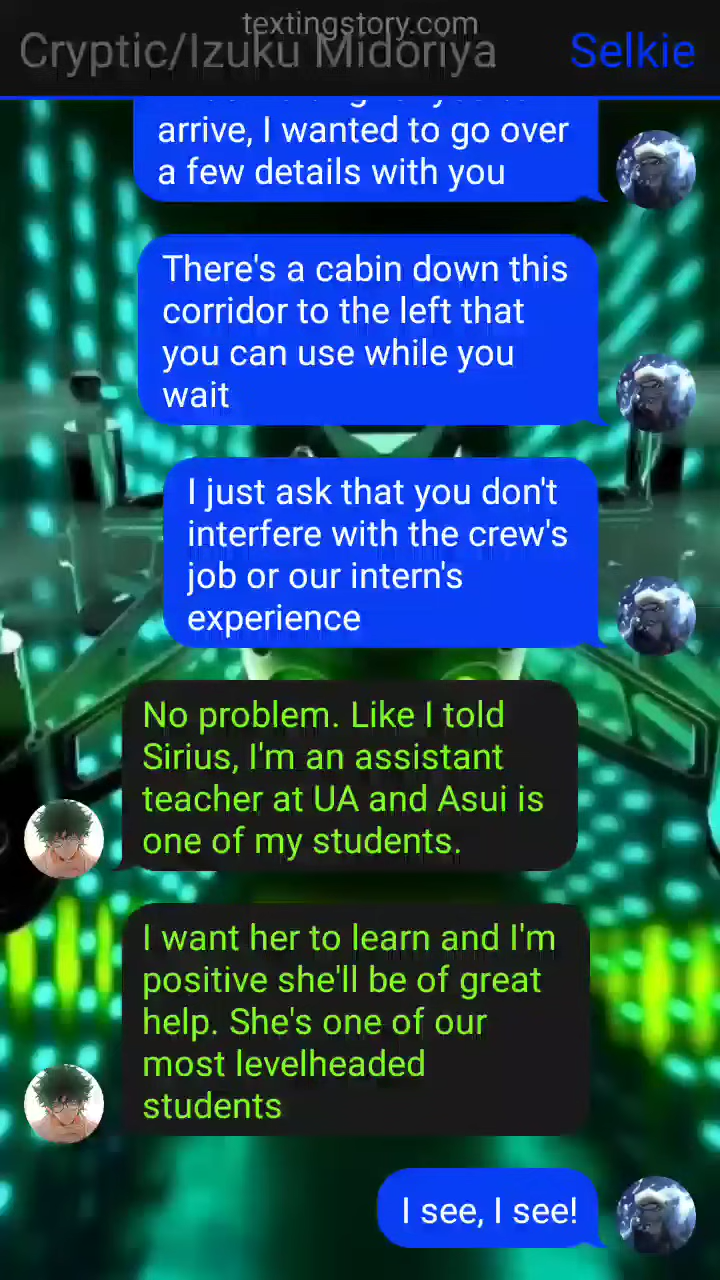 textingstory.com
Cryptic/Izuku Midoriya
Selkie
arrive, I wanted to go over
a few details with you
There's a cabin down this
corridor to the left that
you can use while you
wait
I just ask that you don't
interfere with the crew's
job or our intern's
experience
No problem. Like I told
Sirius, I'm an assistant
teacher at UA and Asui is
one of my students.
I want her to learn and I'm
positive she'll be of great
help. She's one of our
most levelheaded
students
I see, I see!